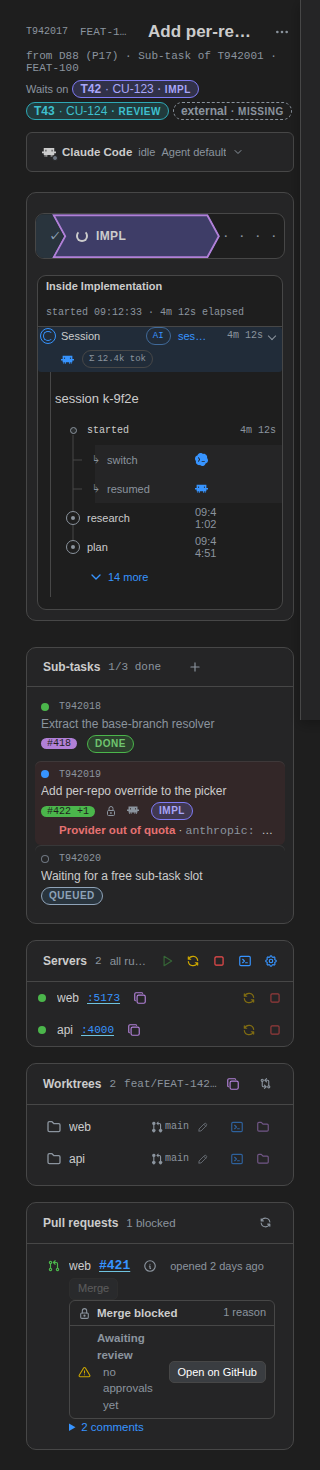 T942017 FEAT-1… Add per-re… ···
from D88 (P17) · Sub-task of T942001 ·
FEAT-100
Waits on T42 · CU-123 · IMPL
T43 · CU-124 · REVIEW external · MISSING
Claude Code idle Agent default
✓ IMPL
Inside Implementation
started 09:12:33 · 4m 12s elapsed
Session AI ses… 4m 12s
Σ 12.4k tok
session k-9f2e
started 4m 12s
↳ switch
↳ resumed
research 09:4
1:02
plan 09:4
4:51
14 more
Sub-tasks 1/3 done +
T942018
Extract the base-branch resolver
#418 DONE
T942019
Add per-repo override to the picker
#422 +1 IMPL
Provider out of quota · anthropic: …
T942020
Waiting for a free sub-task slot
QUEUED
Servers 2 all ru…
web :5173
api :4000
Worktrees 2 feat/FEAT-142…
web main
api main
Pull requests 1 blocked
web #421 opened 2 days ago
Merge
Merge blocked 1 reason
Awaiting
review
no
approvals
yet
Open on GitHub
2 comments